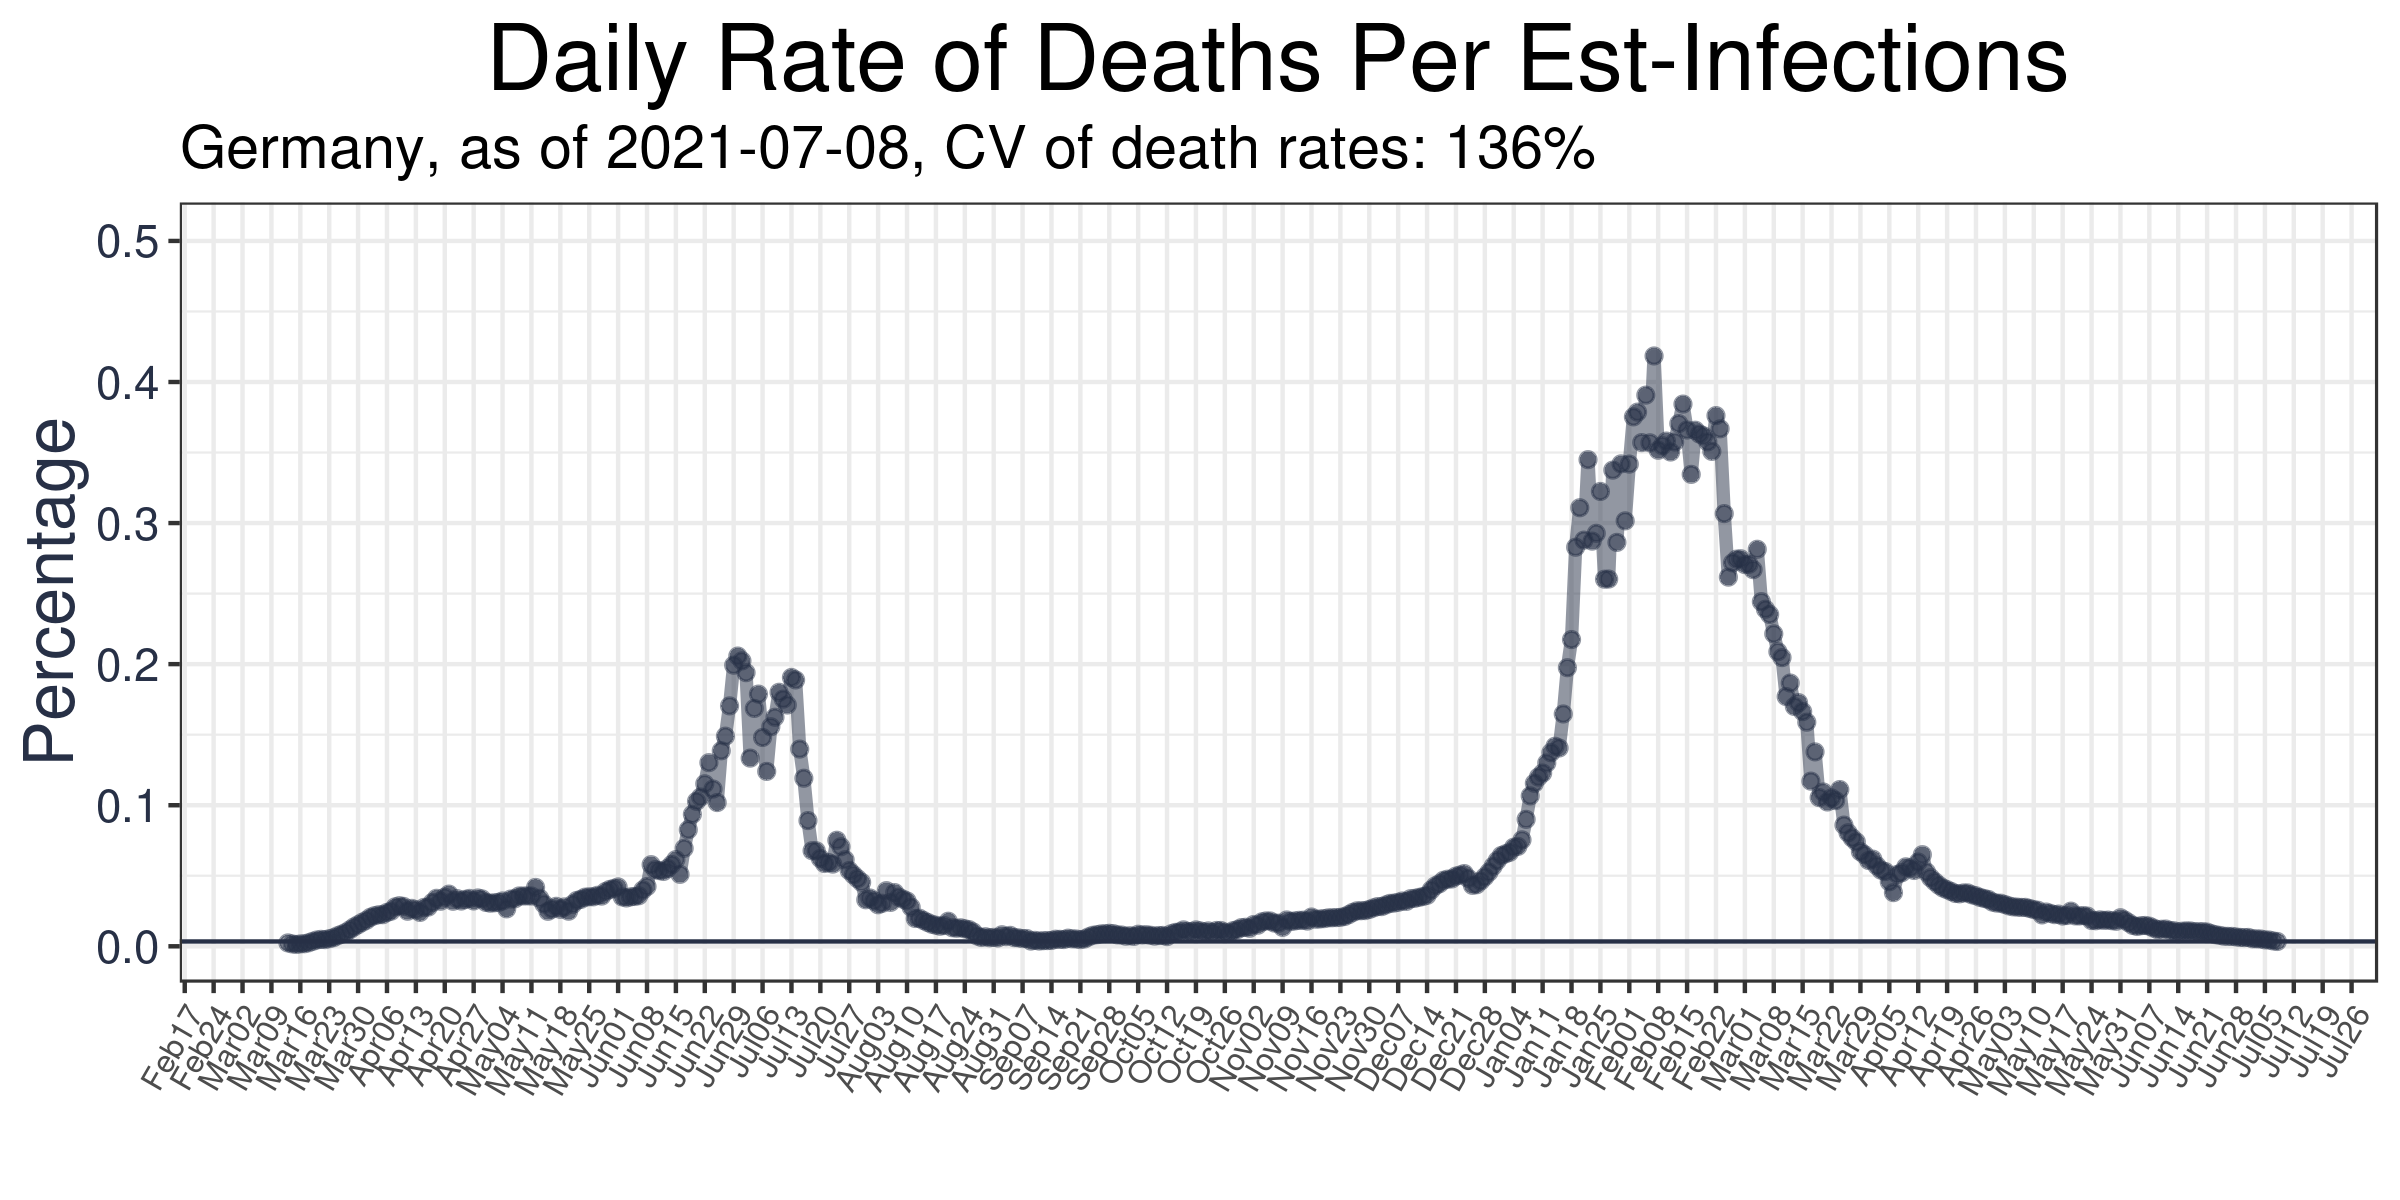 Daily Rate of Deaths Per Est-Infections
Germany, as of 2021-07-08, CV of death rates: 136%
Percentage
0.5
0.4
0.3
0.2
0.1
0.0
Feb17
Feb24
Mar02
Mar09
Mar16
Mar23
Mar30
Apr06
Apr13
Apr20
Apr27
May04
May11
May18
May25
Jun01
Jun08
Jun15
Jun22
Jun29
Jul06
Jul13
Jul20
Jul27
Aug03
Aug10
Aug17
Aug24
Aug31
Sep07
Sep14
Sep21
Sep28
Oct05
Oct12
Oct19
Oct26
Nov02
Nov09
Nov16
Nov23
Nov30
Dec07
Dec14
Dec21
Dec28
Jan04
Jan11
Jan18
Jan25
Feb01
Feb08
Feb15
Feb22
Mar01
Mar08
Mar15
Mar22
Mar29
Apr05
Apr12
Apr19
Apr26
May03
May10
May17
May24
May31
Jun07
Jun14
Jun21
Jun28
Jul05
Jul12
Jul19
Jul26